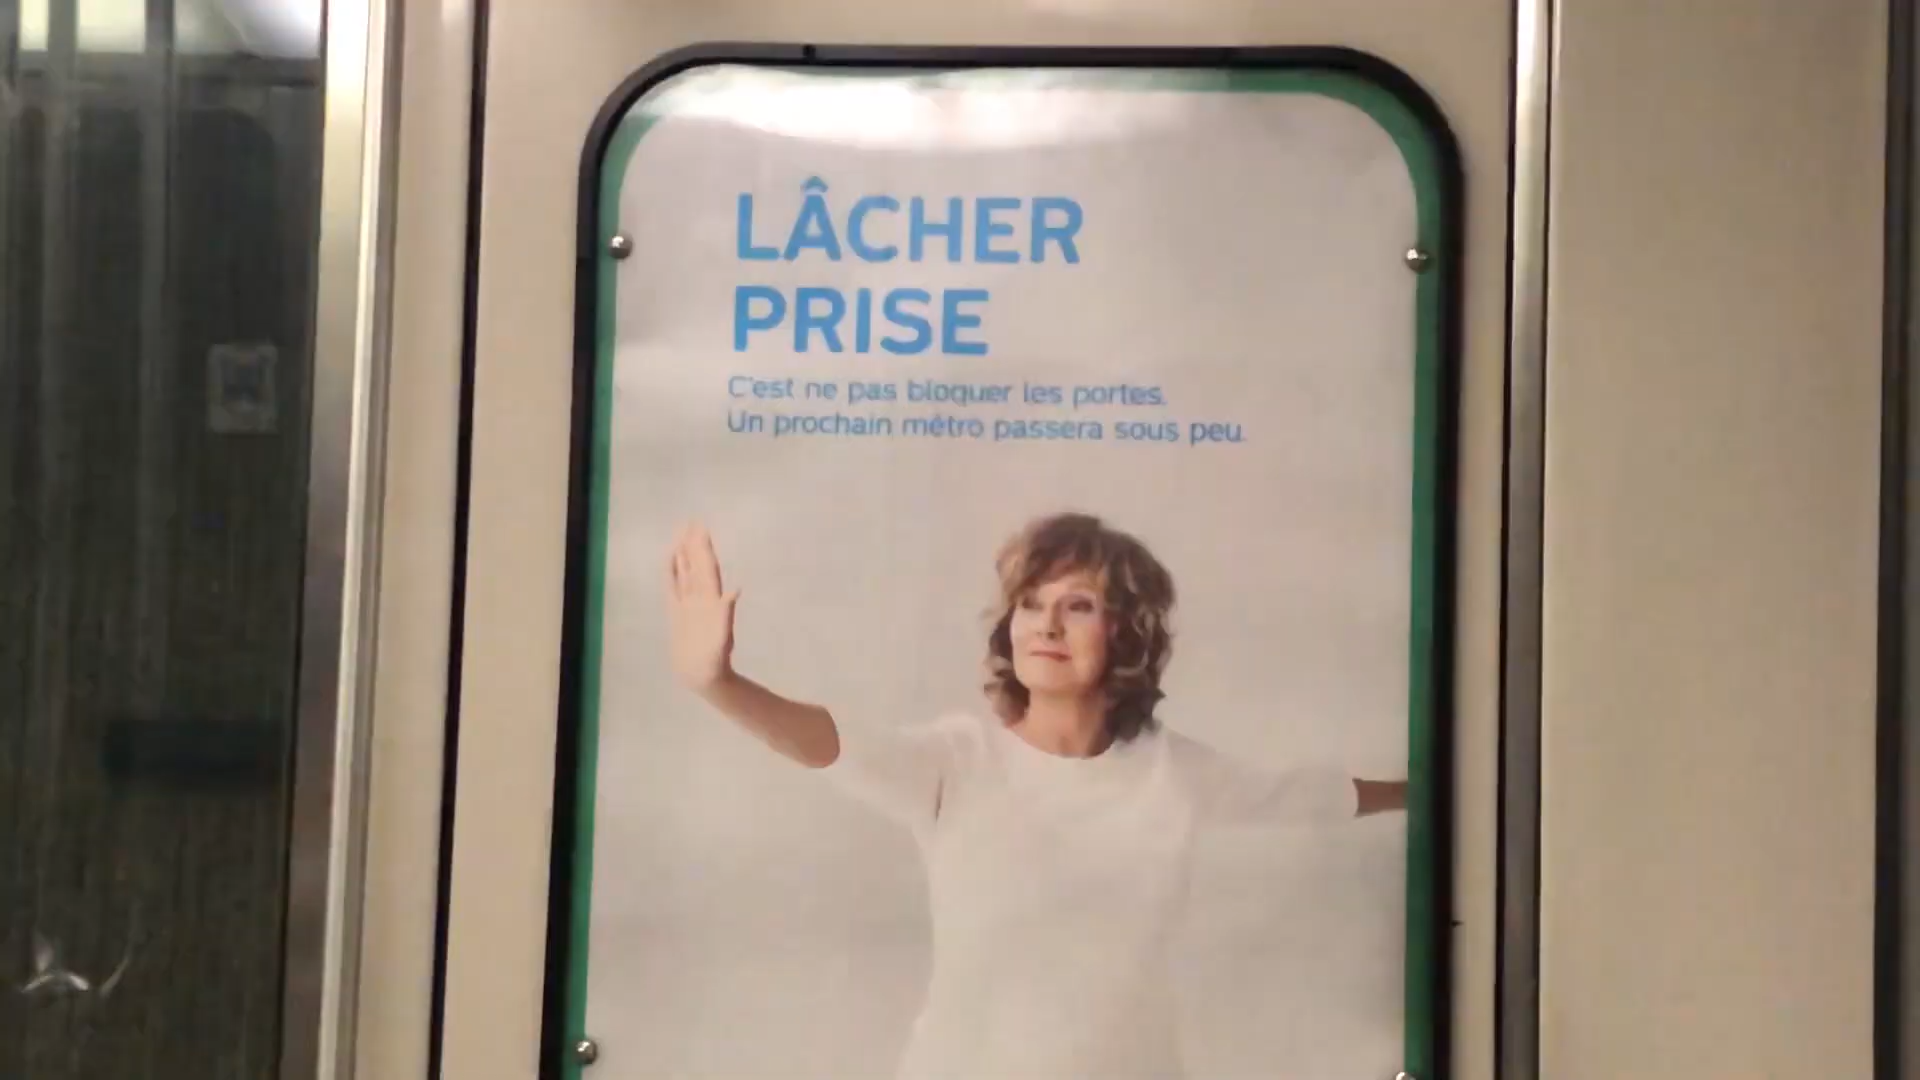 LÂCHER
PRISE
C'est ne pas bloquer les portes.
Un prochain métro passera sous peu.